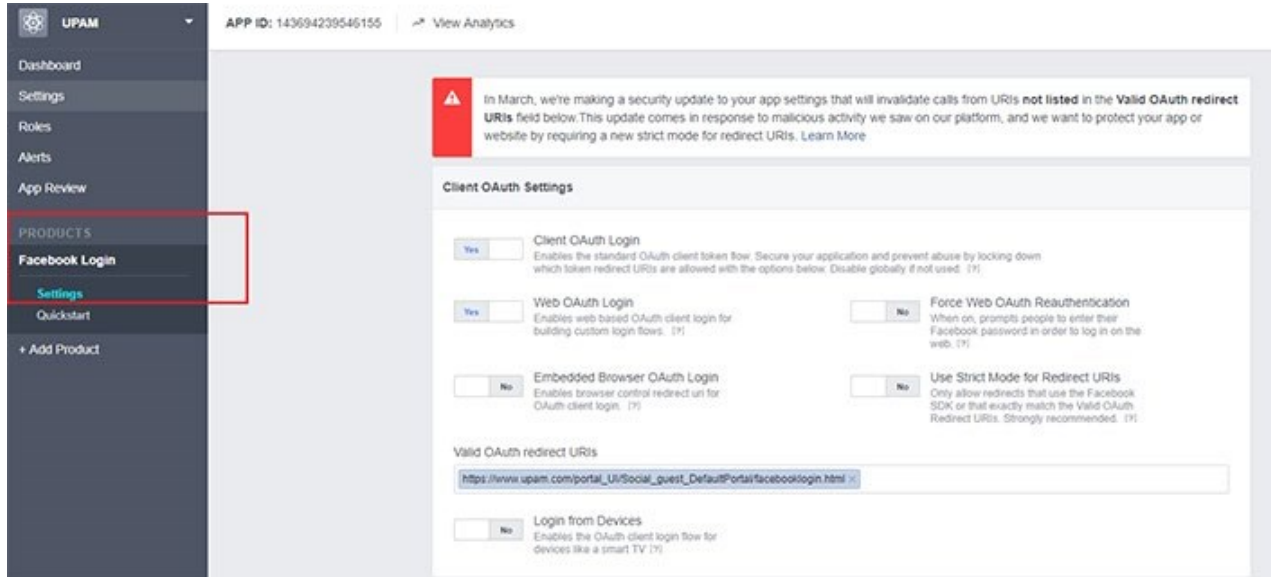 UPAM
APP ID: 143694239546155
View Analytics
Dashboard
Settings
Roles
Alerts
App Review
PRODUCTS
Facebook Login
Settings
Quickstart
+ Add Product
In March, we're making a security update to your app settings that will invalidate calls from URIs not listed in the Valid OAuth redirect
URIs field below.This update comes in response to malicious activity we saw on our platform, and we want to protect your app or
website by requiring a new strict mode for redirect URIs. Learn More
Client OAuth Settings
Yes
Client OAuth Login
Enables the standard OAuth client token flow. Secure your application and prevent abuse by locking down
which token redirect URIs are allowed with the options below. Disable globally if not used. [?]
Yes
Web OAuth Login
Enables web based OAuth client login for
building custom login flows. [?]
No
Force Web OAuth Reauthentication
When on, prompts people to enter their
Facebook password in order to log in on the
web. [?]
No
Embedded Browser OAuth Login
Enables browser control redirect uri for
OAuth client login. [?]
No
Use Strict Mode for Redirect URIs
Only allow redirects that use the Facebook
SDK or that exactly match the Valid OAuth
Redirect URIs. Strongly recommended. [?]
Valid OAuth redirect URIs
https://www.upam.com/portal_UI/Social_guest_DefaultPortal/facebooklogin.html ×
No
Login from Devices
Enables the OAuth client login flow for
devices like a smart TV [?]